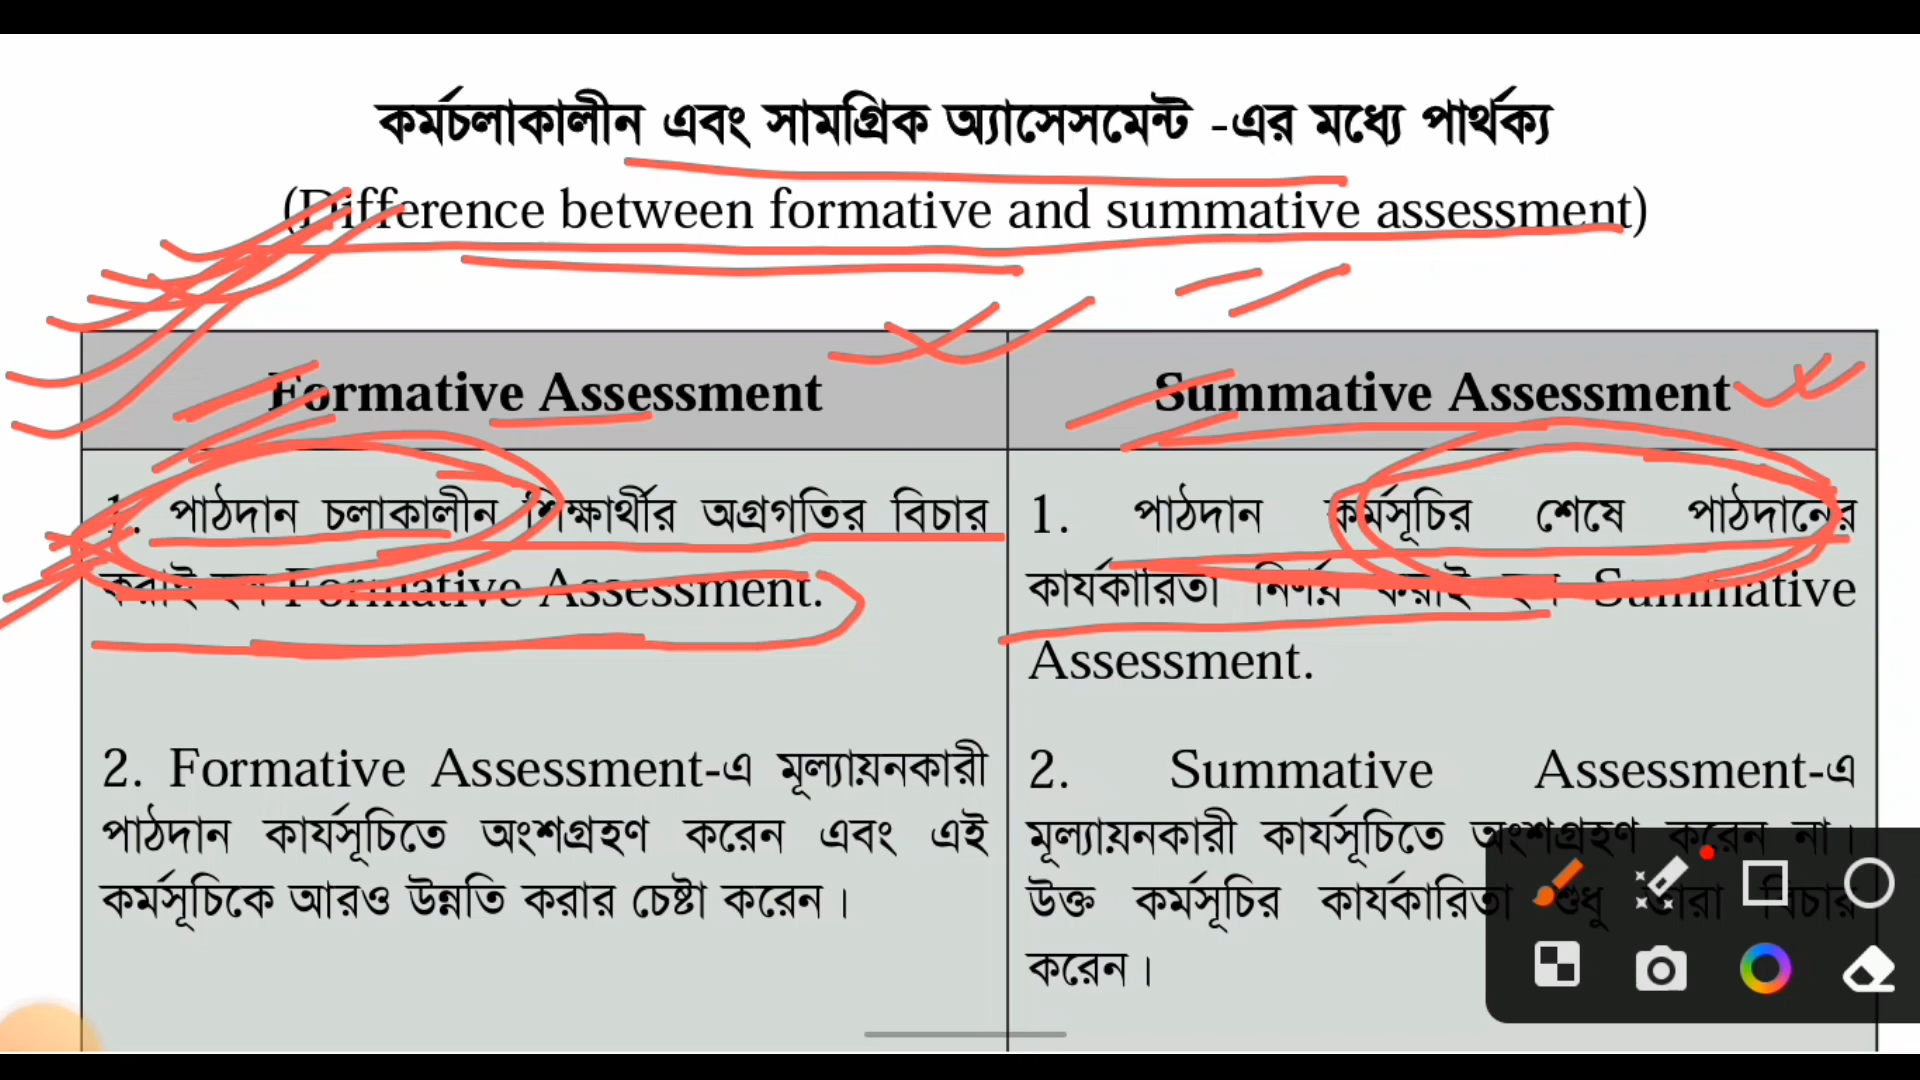 কর্মচলাকালীন এবং সামগ্রিক অ্যাসেসমেন্ট -এর মধ্যে পার্থক্য
(Difference between formative and summative assessment)
Formative Assessment
Summative Assessment
1. পাঠদান চলাকালীন শিক্ষার্থীর অগ্রগতির বিচার
করাই হল Formative Assessment.
1. পাঠদান কর্মসূচির শেষে পাঠদানের
কার্যকারিতা নির্ণয় করাই হল Summative
Assessment.
2. Formative Assessment-এ মূল্যায়নকারী
পাঠদান কার্যসূচিতে অংশগ্রহণ করেন এবং এই
কর্মসূচিকে আরও উন্নতি করার চেষ্টা করেন।
2. Summative Assessment-এ
মূল্যায়নকারী কার্যসূচিতে অংশগ্রহণ করেন না।
উক্ত কর্মসূচির কার্যকারিতা শুধু তারা বিচার
করেন।